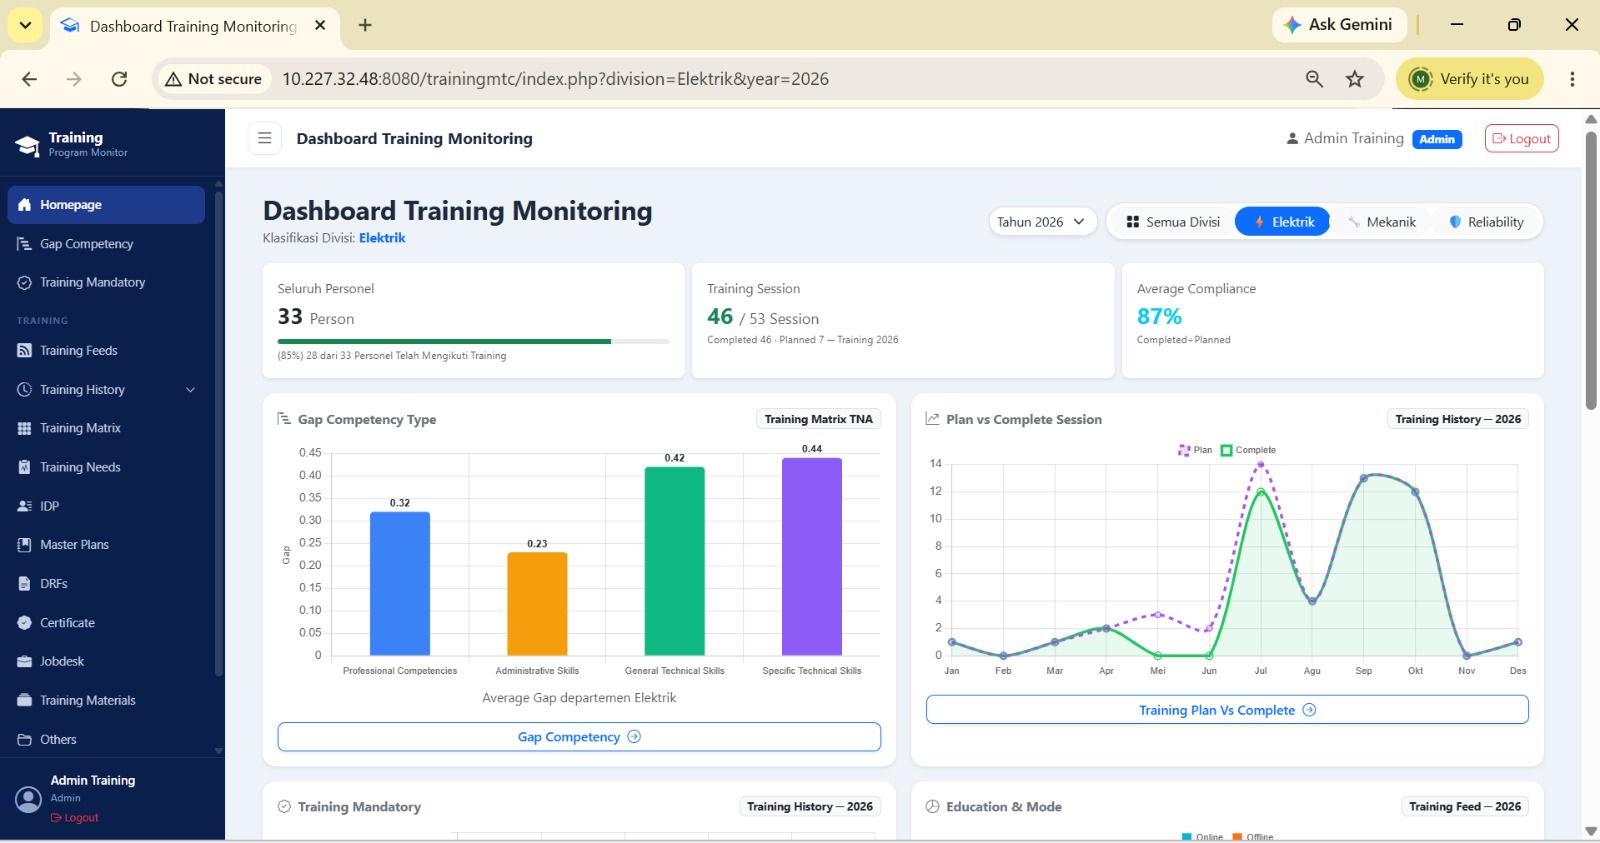 Dashboard Training Monitoring
Ask Gemini
Not secure
10.227.32.48:8080/trainingmtc/index.php?division=Elektrik&year=2026
M
Verify it's you
Training
Program Monitor
Homepage
Gap Competency
Training Mandatory
TRAINING
Training Feeds
Training History
Training Matrix
Training Needs
IDP
Master Plans
DRFs
Certificate
Jobdesk
Training Materials
Others
Admin Training
Admin
Logout
Dashboard Training Monitoring
Admin Training Admin
Logout
Dashboard Training Monitoring
Klasifikasi Divisi: Elektrik
Tahun 2026
Semua Divisi
Elektrik
Mekanik
Reliability
Seluruh Personel
33 Person
(85%) 28 dari 33 Personel Telah Mengikuti Training
Training Session
46 / 53 Session
Completed 46 · Planned 7 — Training 2026
Average Compliance
87%
Completed÷Planned
Gap Competency Type
Training Matrix TNA
0.45
0.40
0.35
0.30
0.25
0.20
0.15
0.10
0.05
0
Gap
0.32
0.23
0.42
0.44
Professional Competencies
Administrative Skills
General Technical Skills
Specific Technical Skills
Average Gap departemen Elektrik
Gap Competency
Plan vs Complete Session
Training History — 2026
Plan
Complete
14
12
10
8
6
4
2
0
Jan
Feb
Mar
Apr
Mei
Jun
Jul
Agu
Sep
Okt
Nov
Des
Training Plan Vs Complete
Training Mandatory
Training History — 2026
Education & Mode
Training Feed — 2026
Online
Offline